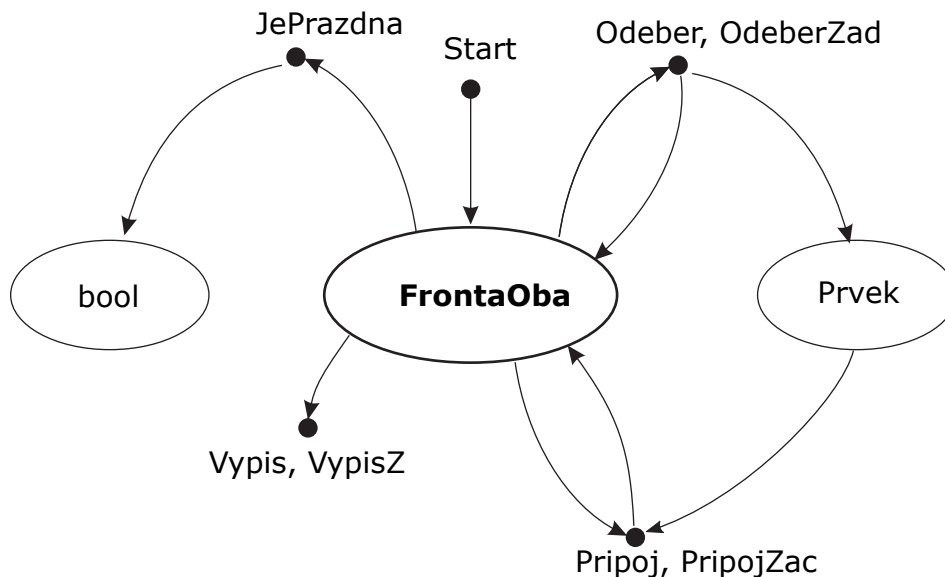 JePrazdna
Start
Odeber, OdeberZad
bool
FrontaOba
Prvek
Vypis, VypisZ
Pripoj, PripojZac